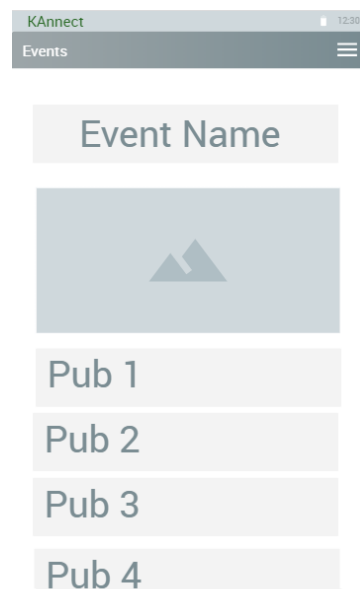 KAnnect
12:30
Events
Event Name
Pub 1
Pub 2
Pub 3
Pub 4